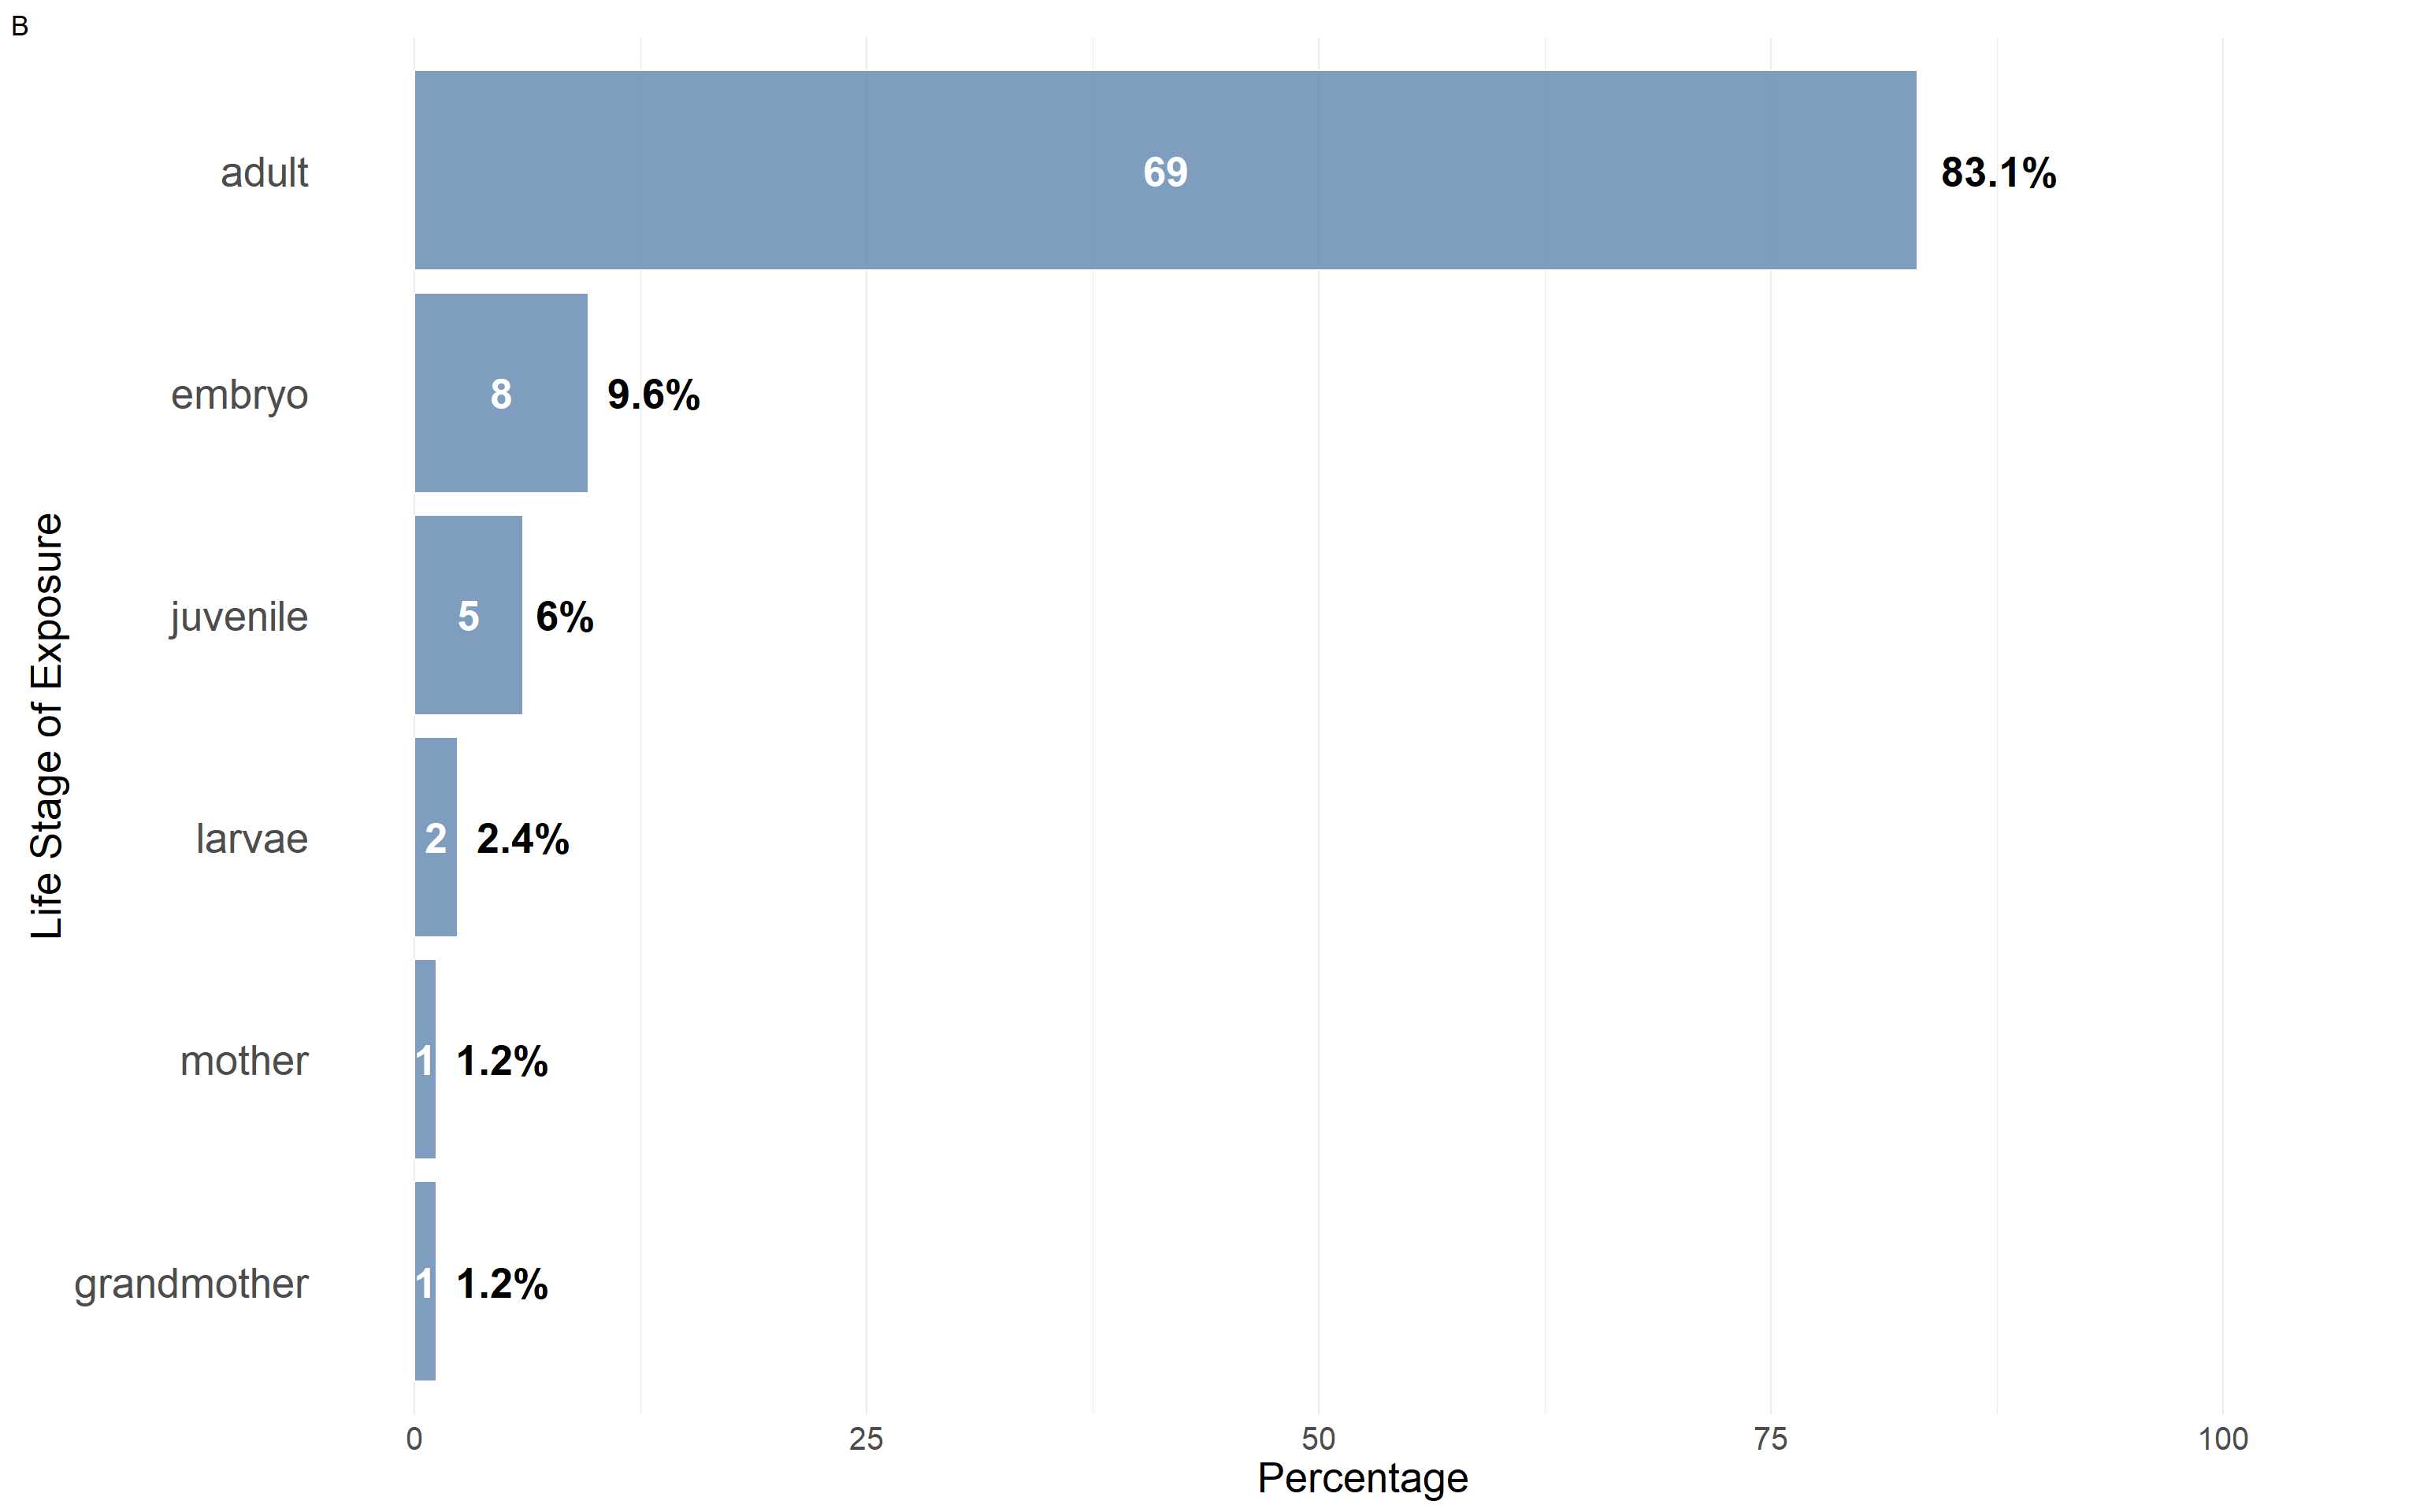 B
adult
69
83.1%
embryo
8
9.6%
juvenile
5
6%
larvae
2
2.4%
mother
1
1.2%
grandmother
1
1.2%
Life Stage of Exposure
0 25 50 75 100
Percentage